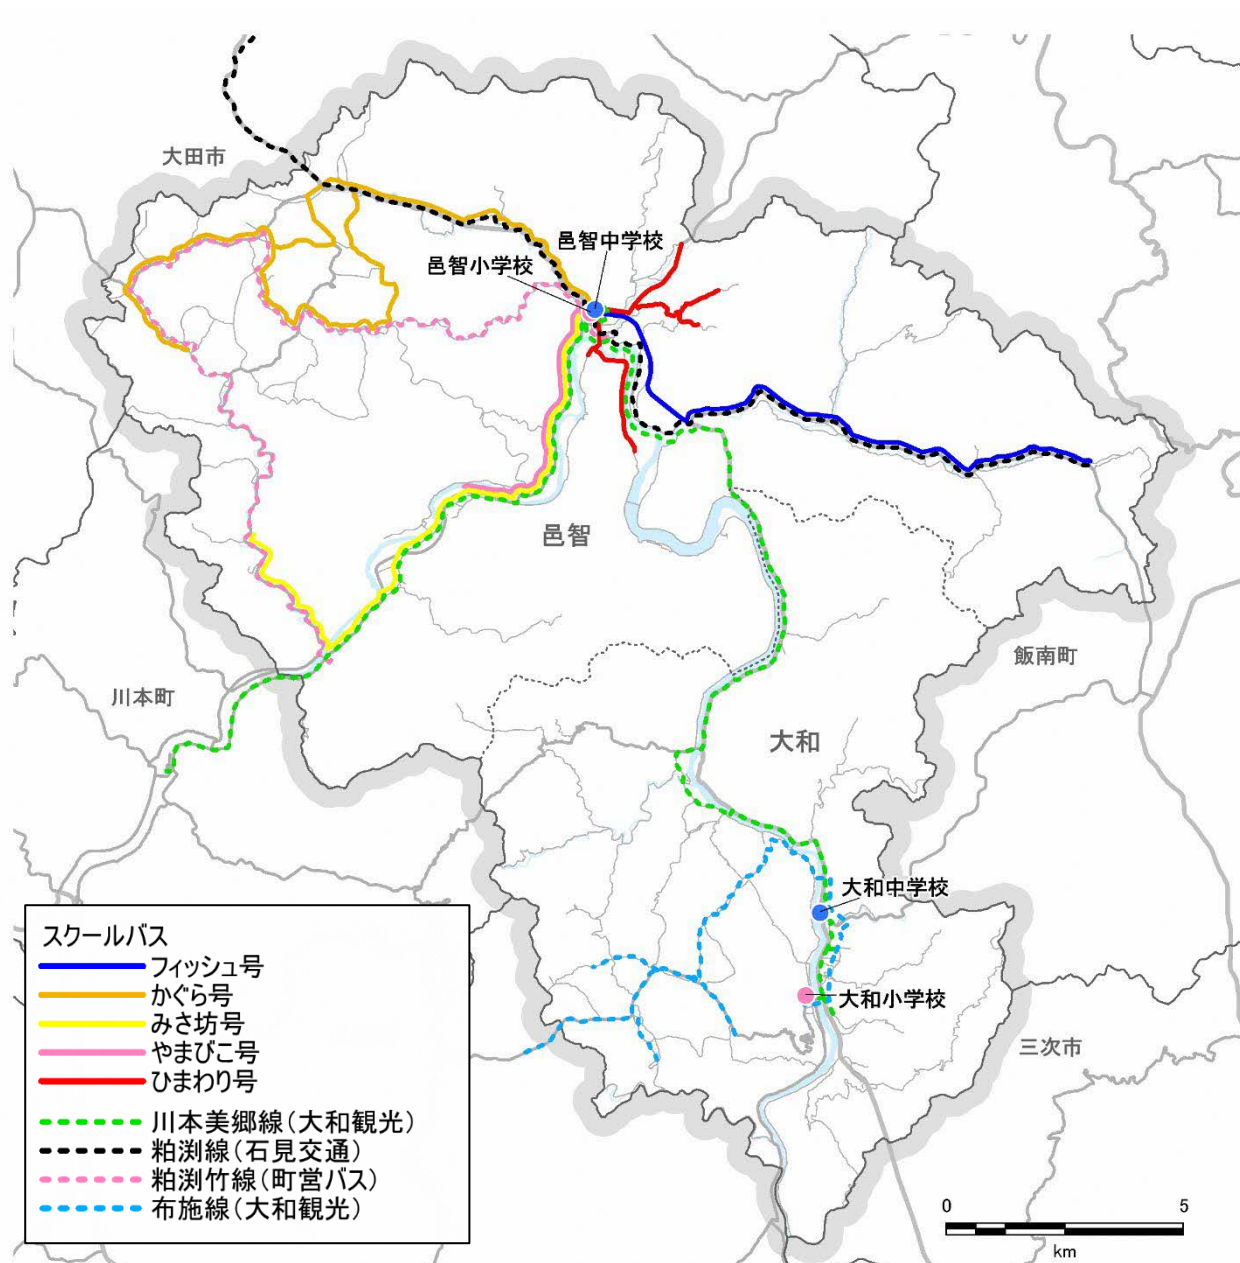 大田市
邑智中学校
邑智小学校
邑智
飯南町
川本町
大和
大和中学校
大和小学校
三次市
スクールバス
フィッシュ号
かぐら号
みさ坊号
やまびこ号
ひまわり号
川本美郷線(大和観光)
粕渕線(石見交通)
粕渕竹線(町営バス)
布施線(大和観光)
0 5
km